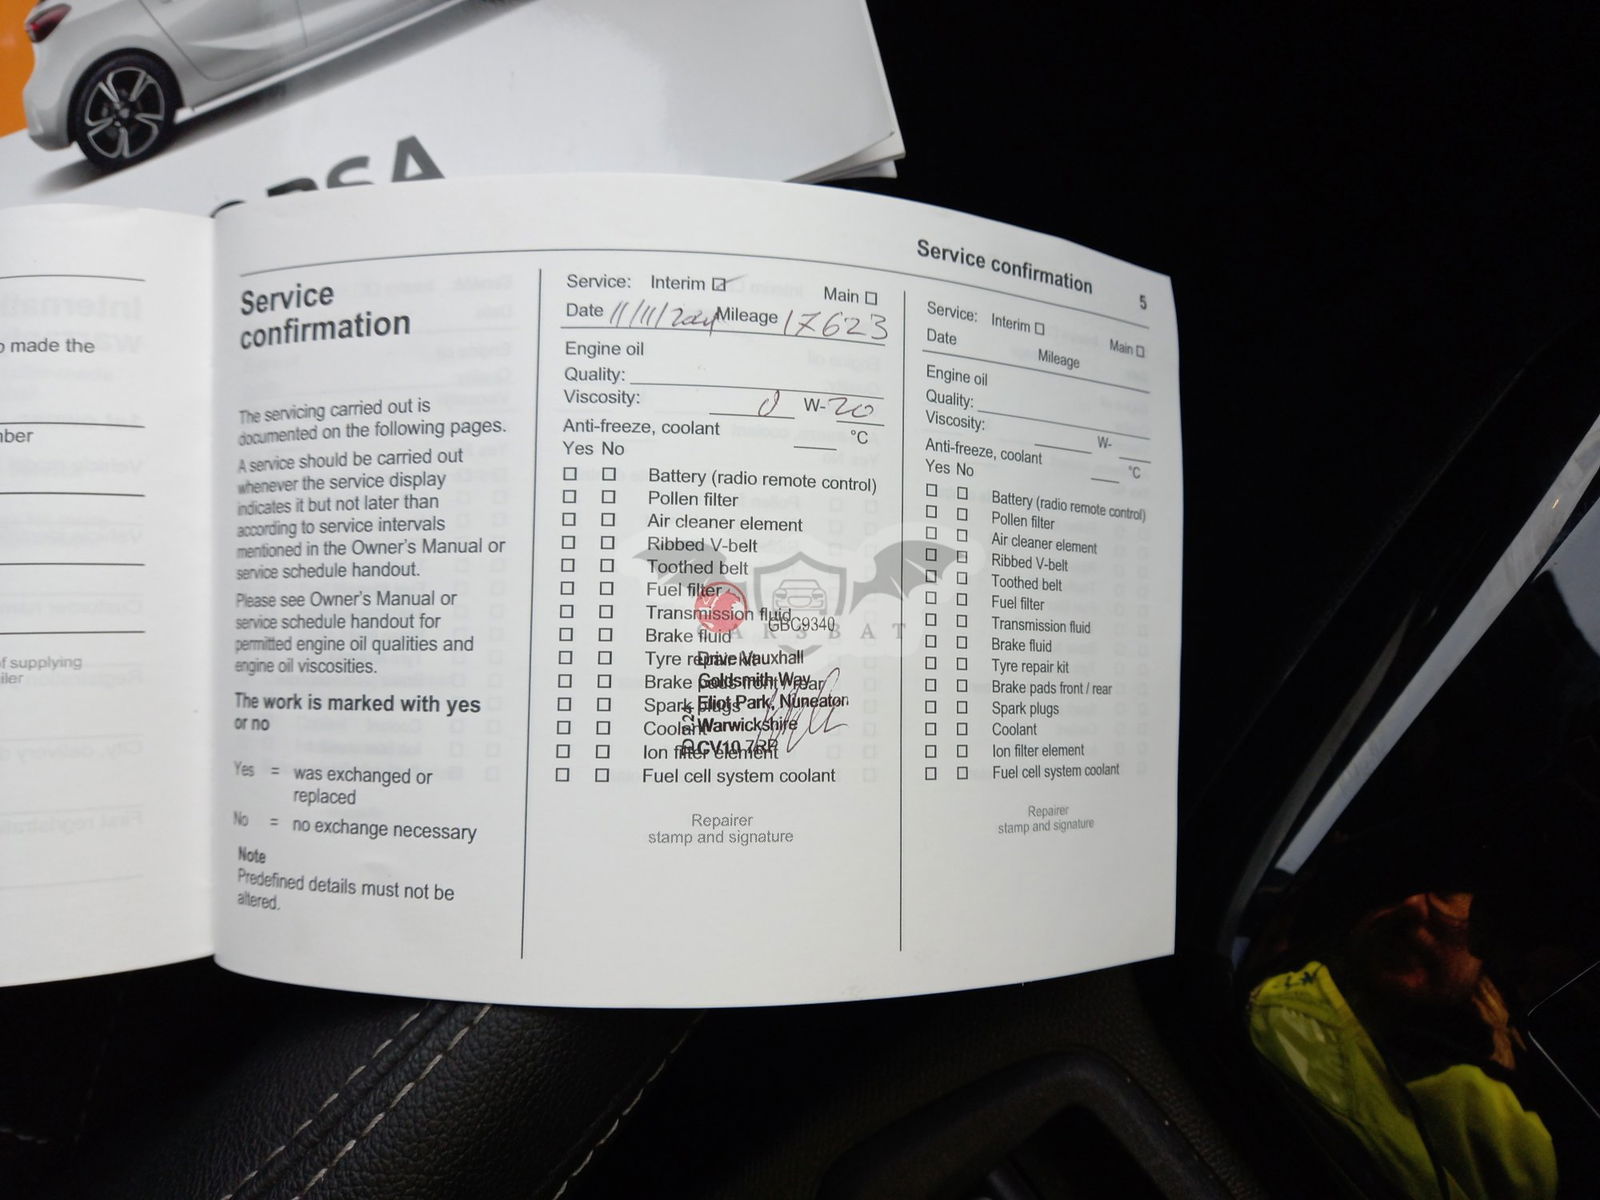 Service confirmation
5
o made the
nber
f supplying
iler
Service
confirmation
The servicing carried out is
documented on the following pages.
A service should be carried out
whenever the service display
indicates it but not later than
according to service intervals
mentioned in the Owner's Manual or
service schedule handout.
Please see Owner's Manual or
service schedule handout for
permitted engine oil qualities and
engine oil viscosities.
The work is marked with yes
or no
Yes = was exchanged or
replaced
No = no exchange necessary
Note
Predefined details must not be
altered.
Service: Interim Main
Date 11/11/2024 Mileage 17623
Engine oil
Quality:
Viscosity: 0 W-20
Anti-freeze, coolant °C
Yes No
Battery (radio remote control)
Pollen filter
Air cleaner element
Ribbed V-belt
Toothed belt
Fuel filter
Transmission fluid
GBC9340
Brake fluid
CARSBAT
Tyre repair kit
Drive Vauxhall
Brake pads front / rear
Goldsmith Way
Spark plugs
Eliot Park, Nuneaton
Coolant
Warwickshire
Ion filter element
CV10 7RF
Fuel cell system coolant
Repairer
stamp and signature
Service: Interim Main
Date Mileage
Engine oil
Quality:
Viscosity: W-
Anti-freeze, coolant °C
Yes No
Battery (radio remote control)
Pollen filter
Air cleaner element
Ribbed V-belt
Toothed belt
Fuel filter
Transmission fluid
Brake fluid
Tyre repair kit
Brake pads front / rear
Spark plugs
Coolant
Ion filter element
Fuel cell system coolant
Repairer
stamp and signature